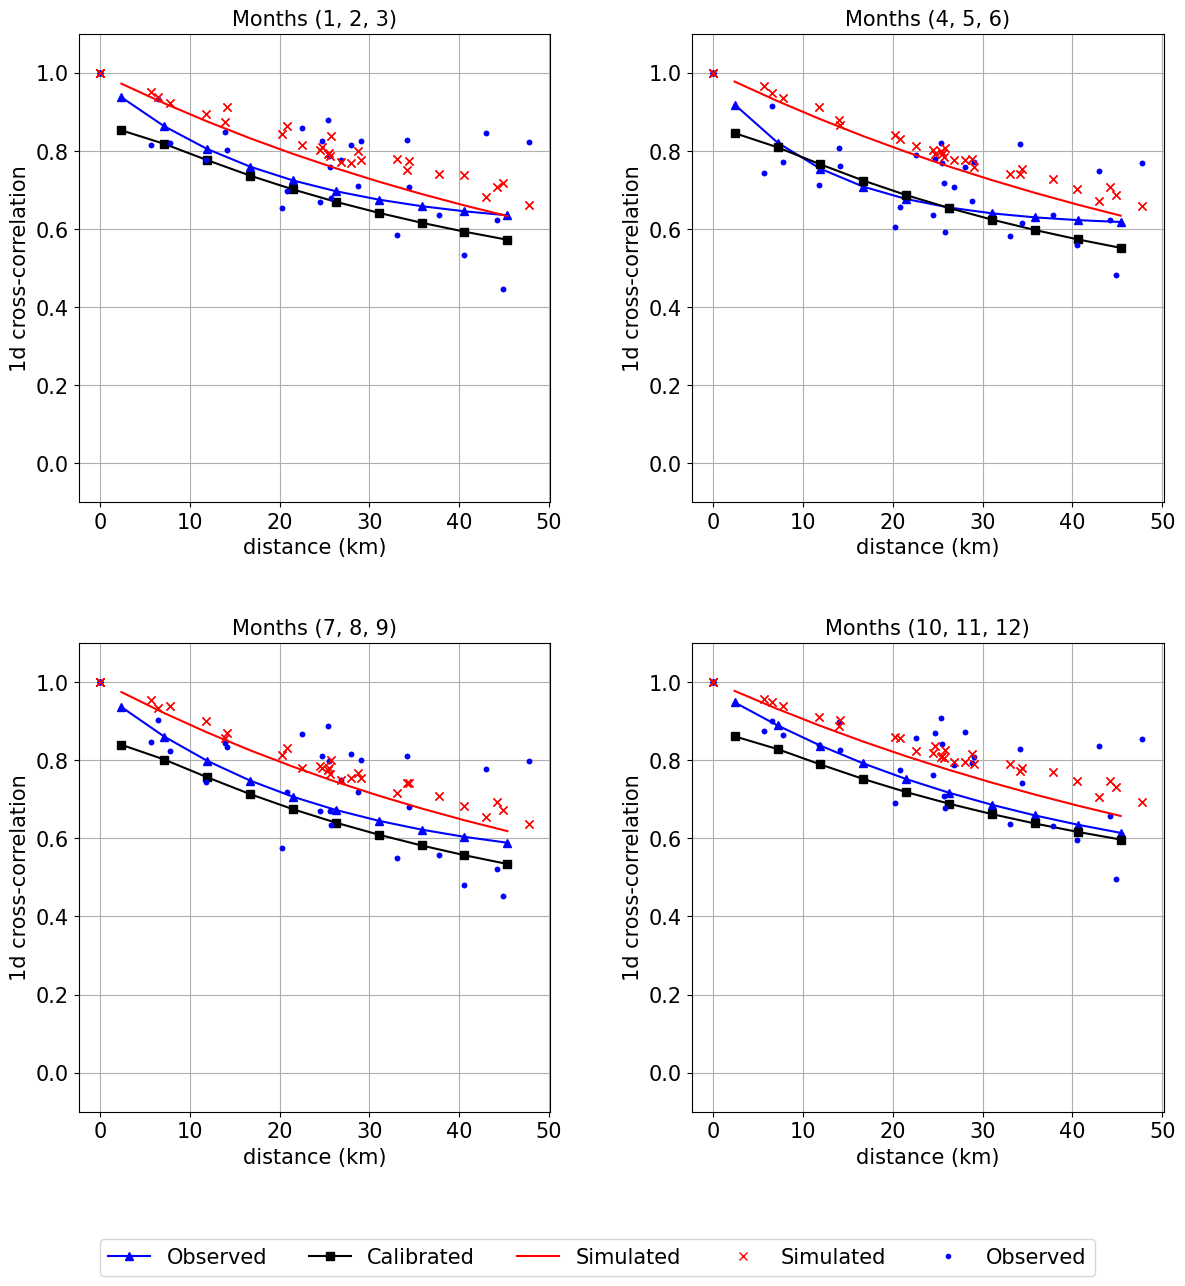 Months (1, 2, 3)
1.0
0.8
0.6
0.4
0.2
0.0
1d cross-correlation
0 10 20 30 40 50
distance (km)
Months (4, 5, 6)
1.0
0.8
0.6
0.4
0.2
0.0
1d cross-correlation
0 10 20 30 40 50
distance (km)
Months (7, 8, 9)
1.0
0.8
0.6
0.4
0.2
0.0
1d cross-correlation
0 10 20 30 40 50
distance (km)
Months (10, 11, 12)
1.0
0.8
0.6
0.4
0.2
0.0
1d cross-correlation
0 10 20 30 40 50
distance (km)
Observed Calibrated Simulated Simulated Observed